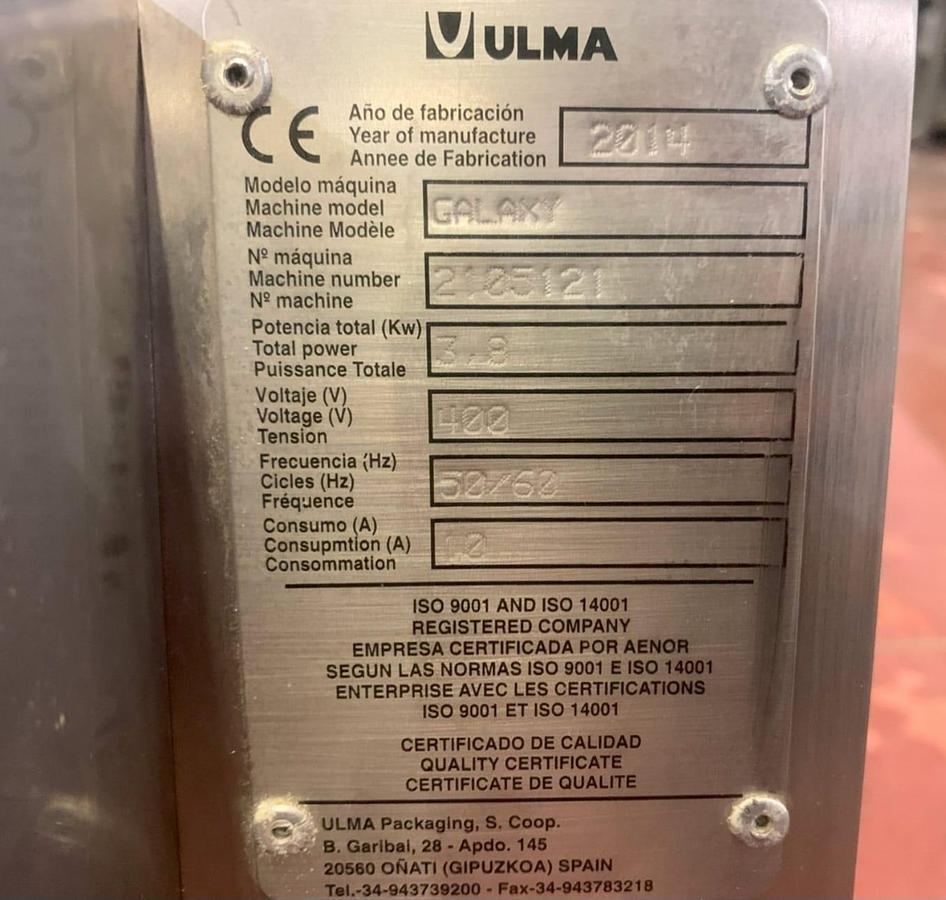 ULMA
CE
Año de fabricación
Year of manufacture
Annee de Fabrication
2014
Modelo máquina
Machine model
Machine Modèle
GALAXY
Nº máquina
Machine number
Nº machine
2105121
Potencia total (Kw)
Total power
Puissance Totale
3.8
Voltaje (V)
Voltage (V)
Tension
400
Frecuencia (Hz)
Cicles (Hz)
Fréquence
50/60
Consumo (A)
Consupmtion (A)
Consommation
ISO 9001 AND ISO 14001
REGISTERED COMPANY
EMPRESA CERTIFICADA POR AENOR
SEGUN LAS NORMAS ISO 9001 E ISO 14001
ENTERPRISE AVEC LES CERTIFICATIONS
ISO 9001 ET ISO 14001
CERTIFICADO DE CALIDAD
QUALITY CERTIFICATE
CERTIFICATE DE QUALITE
ULMA Packaging, S. Coop.
B. Garibai, 28 - Apdo. 145
20560 OÑATI (GIPUZKOA) SPAIN
Tel.-34-943739200 - Fax-34-943783218